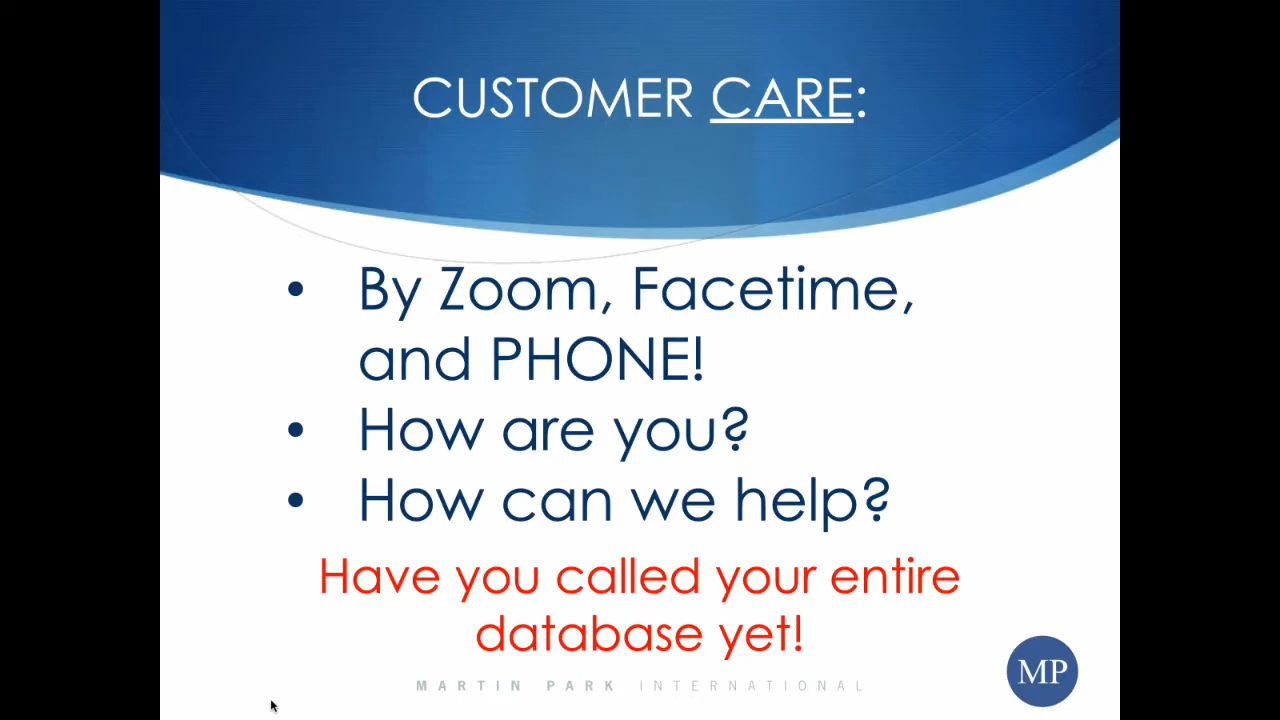 CUSTOMER CARE:
• By Zoom, Facetime,
and PHONE!
• How are you?
• How can we help?
Have you called your entire
database yet!
MARTIN PARK INTERNATIONAL
MP